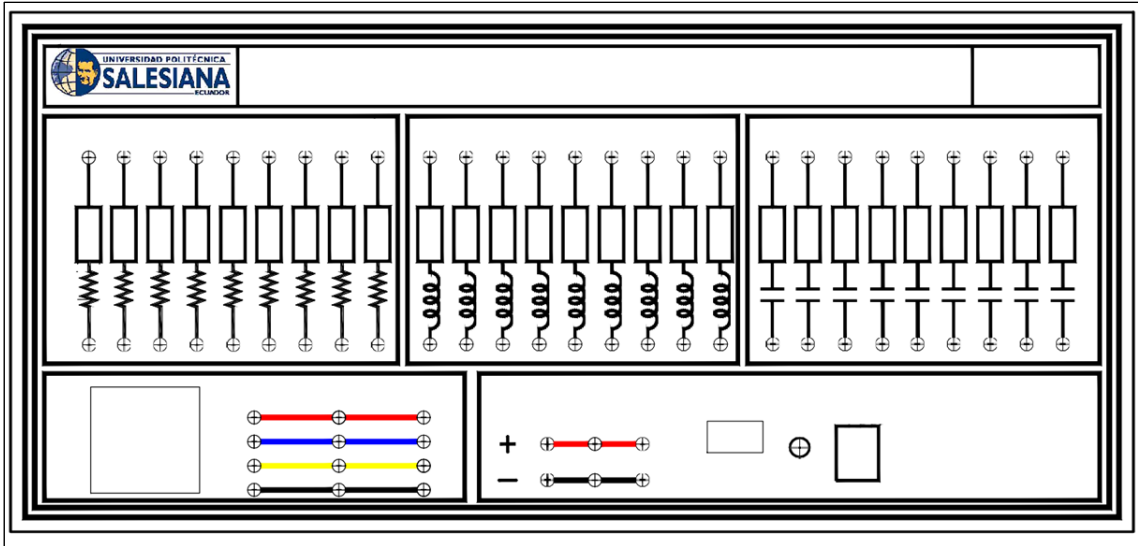 UNIVERSIDAD POLITÉCNICA
SALESIANA
ECUADOR
+
−